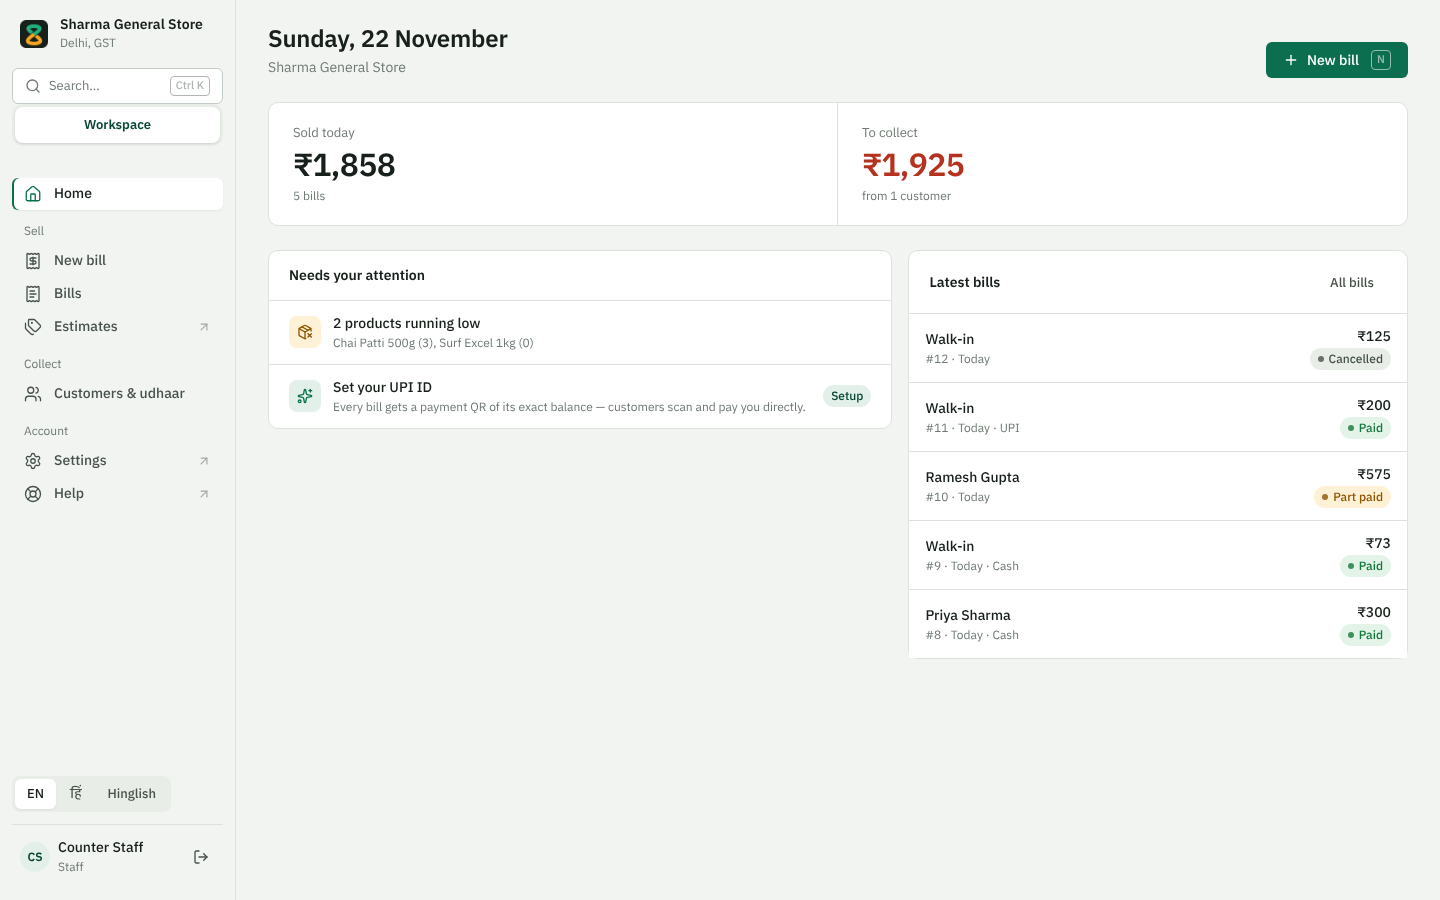 Sharma General Store
Delhi, GST
Search...
Ctrl K
Workspace
Home
Sell
New bill
Bills
Estimates
Collect
Customers & udhaar
Account
Settings
Help
EN
हिं
Hinglish
CS
Counter Staff
Staff
Sunday, 22 November
Sharma General Store
New bill
N
Sold today
₹1,858
5 bills
To collect
₹1,925
from 1 customer
Needs your attention
2 products running low
Chai Patti 500g (3), Surf Excel 1kg (0)
Set your UPI ID
Every bill gets a payment QR of its exact balance — customers scan and pay you directly.
Setup
Latest bills
All bills
Walk-in
₹125
#12 · Today
Cancelled
Walk-in
₹200
#11 · Today · UPI
Paid
Ramesh Gupta
₹575
#10 · Today
Part paid
Walk-in
₹73
#9 · Today · Cash
Paid
Priya Sharma
₹300
#8 · Today · Cash
Paid